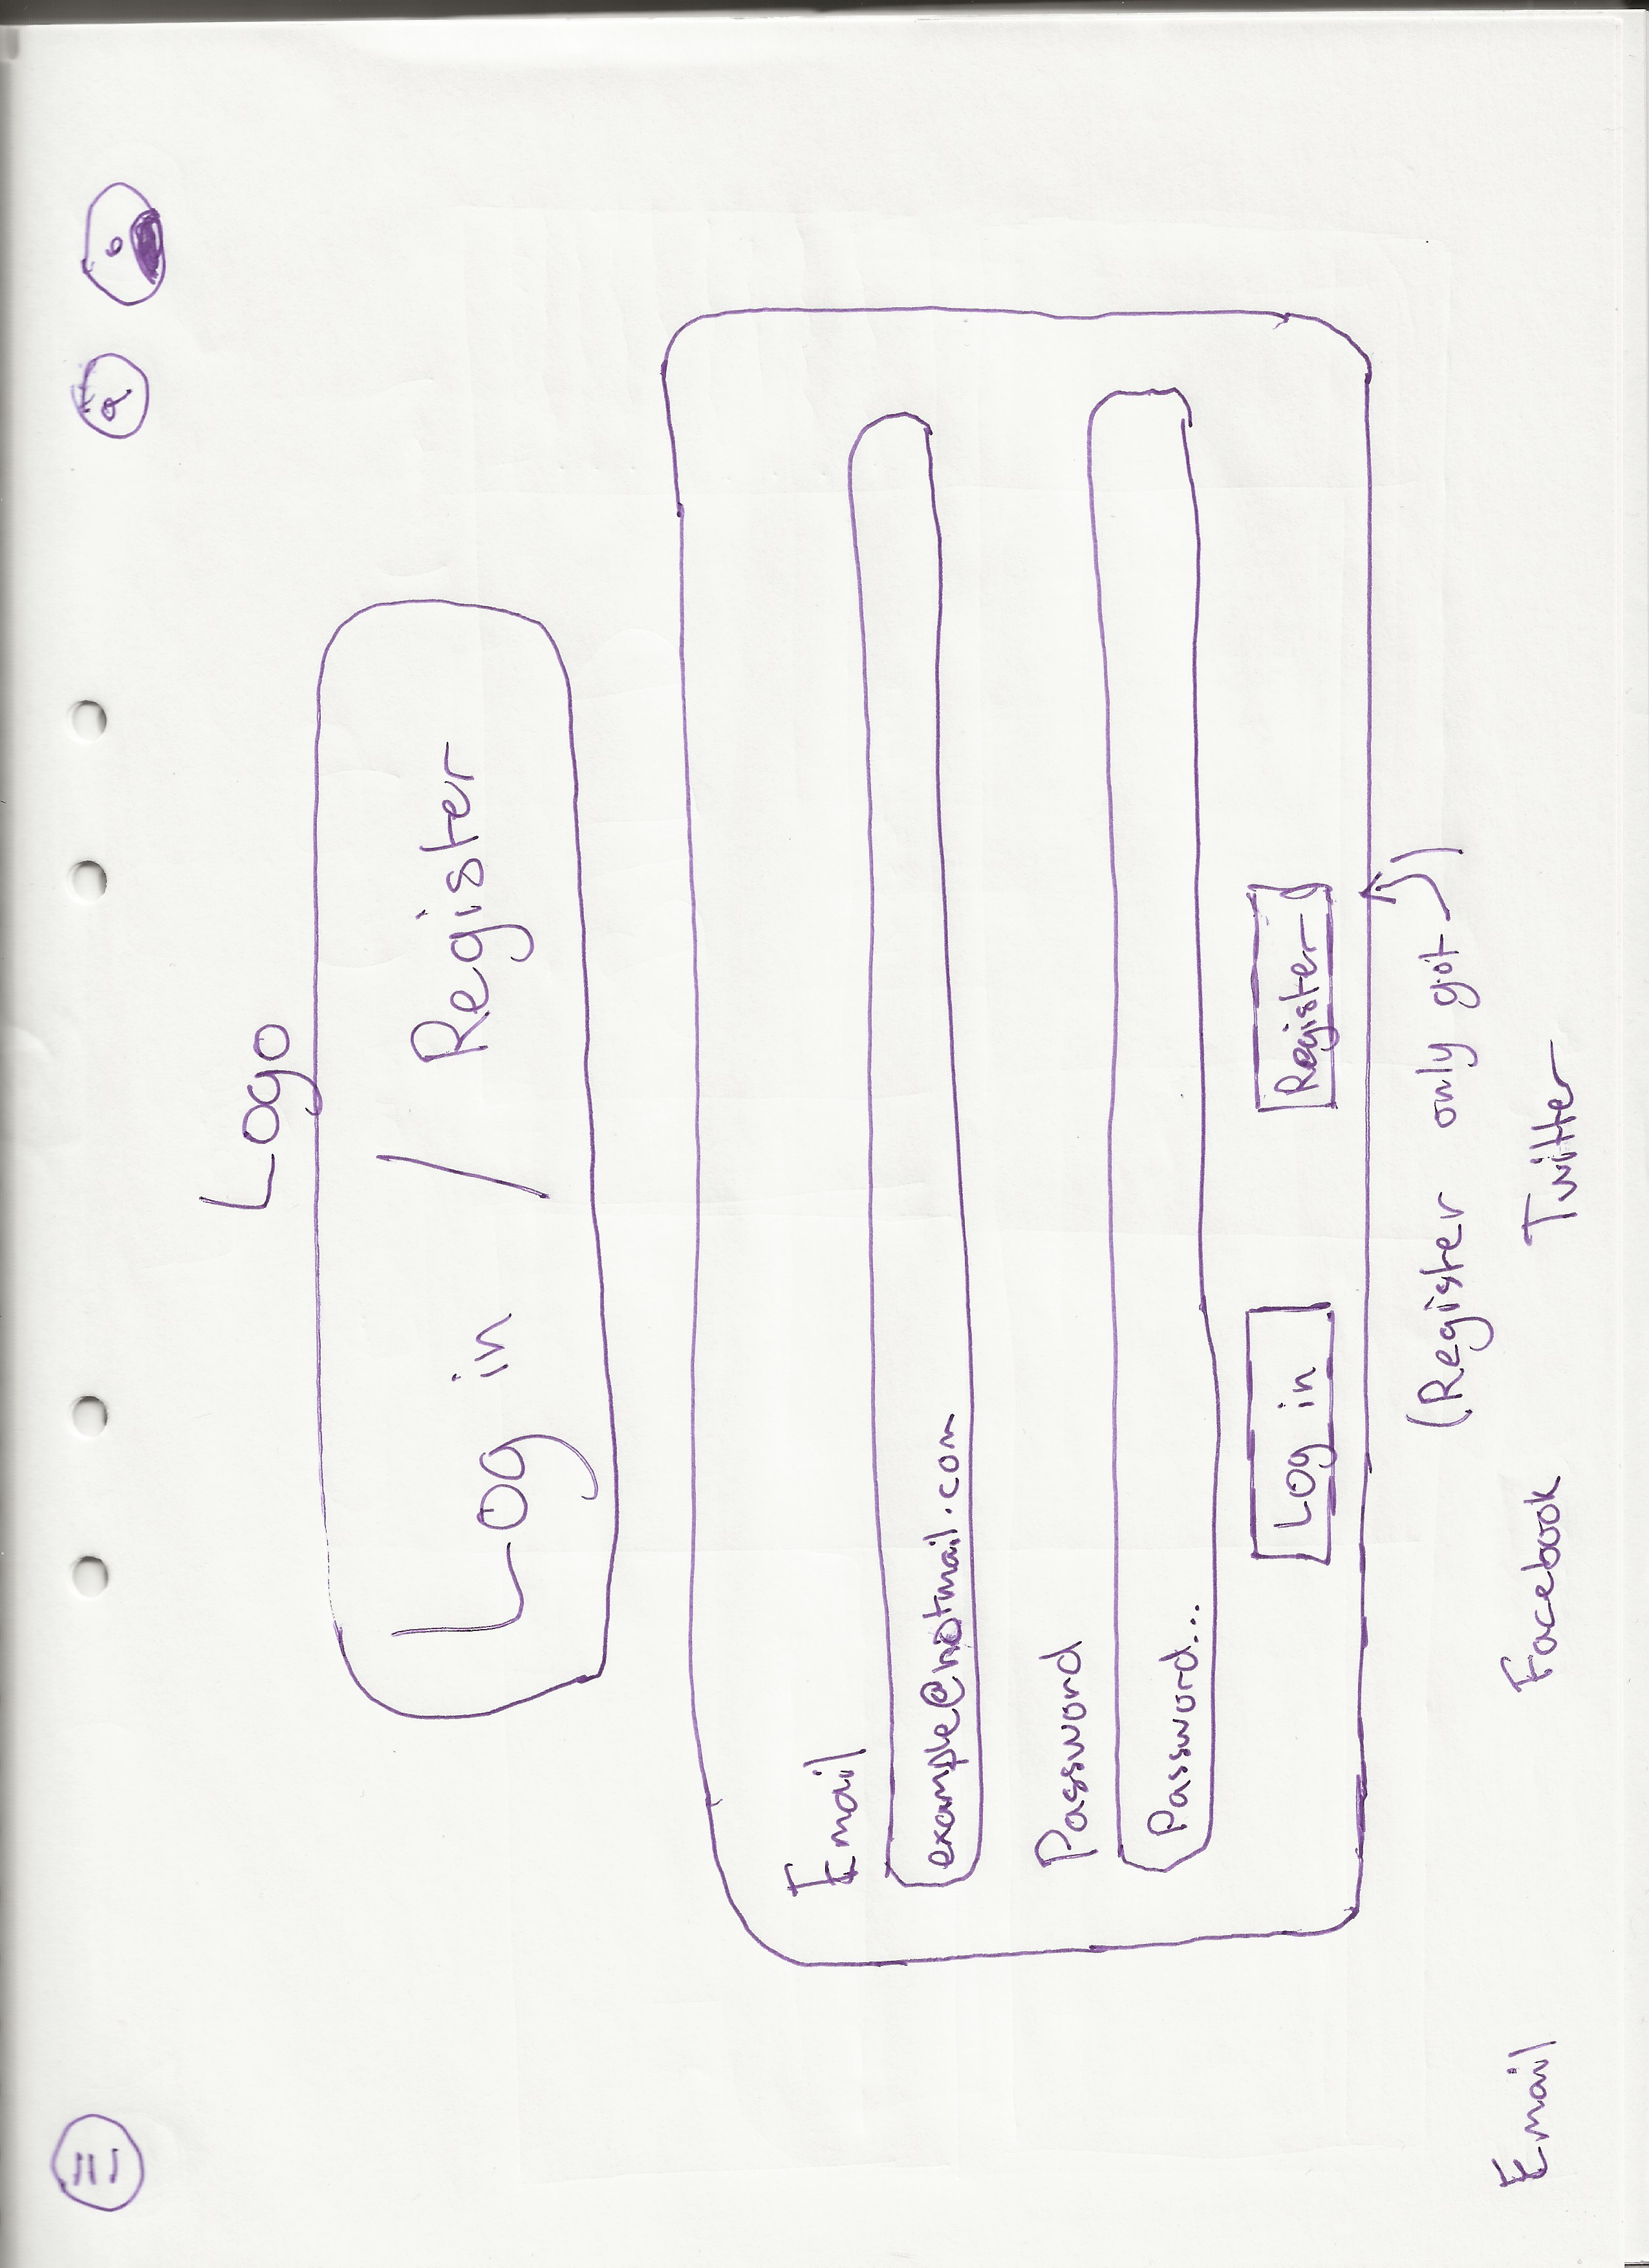 Logo
Log in / Register
Email
example@hotmail.com
Password
Password...
Log in Register
(Register only got)
Email Facebook Twitter